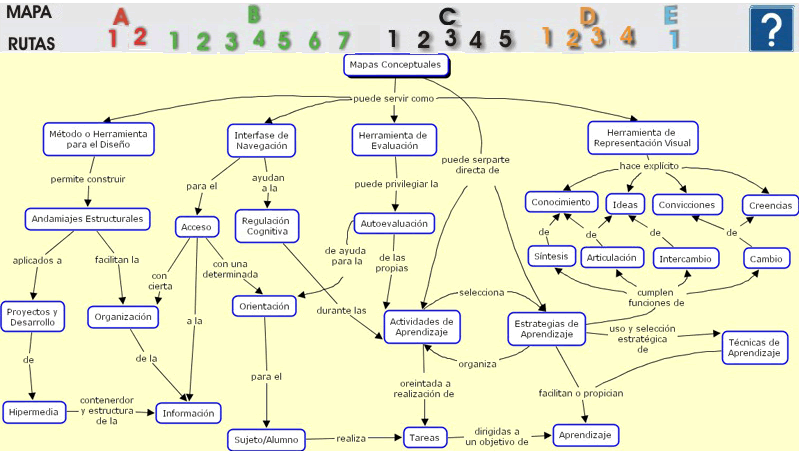 MAPA A B C D E ?
RUTAS 1 2 1 2 3 4 5 6 7 1 2 3 4 5 1 2 3 4 1
Mapas Conceptuales
puede servir como
Método o Herramienta
para el Diseño
Interfase de
Navegación
Herramienta de
Evaluación
Herramienta de
Representación Visual
puede serparte
directa de
hace explícito
permite construir
para el
ayudan
a la
puede privilegiar la
Conocimiento
Ideas
Convicciones
Creencias
Andamiajes Estructurales
Acceso
Regulación
Cognitiva
Autoevaluación
de
de
de
de
aplicados a
facilitan la
con
cierta
con una
determinada
de ayuda
para la
de las
propias
Síntesis
Articulación
Intercambio
Cambio
selecciona
cumplen
funciones de
Proyectos y
Desarrollo
Organización
a la
Orientación
durante las
Actividades de
Aprendizaje
Estrategias de
Aprendizaje
uso y selección
estratégica
de
Técnicas de
Aprendizaje
de
de la
organiza
para el
oreintada a
realización de
facilitan o propician
Hipermedia
contenerdor
y estructura
de la
Información
Sujeto/Alumno
realiza
Tareas
dirigidas a
un objetivo de
Aprendizaje